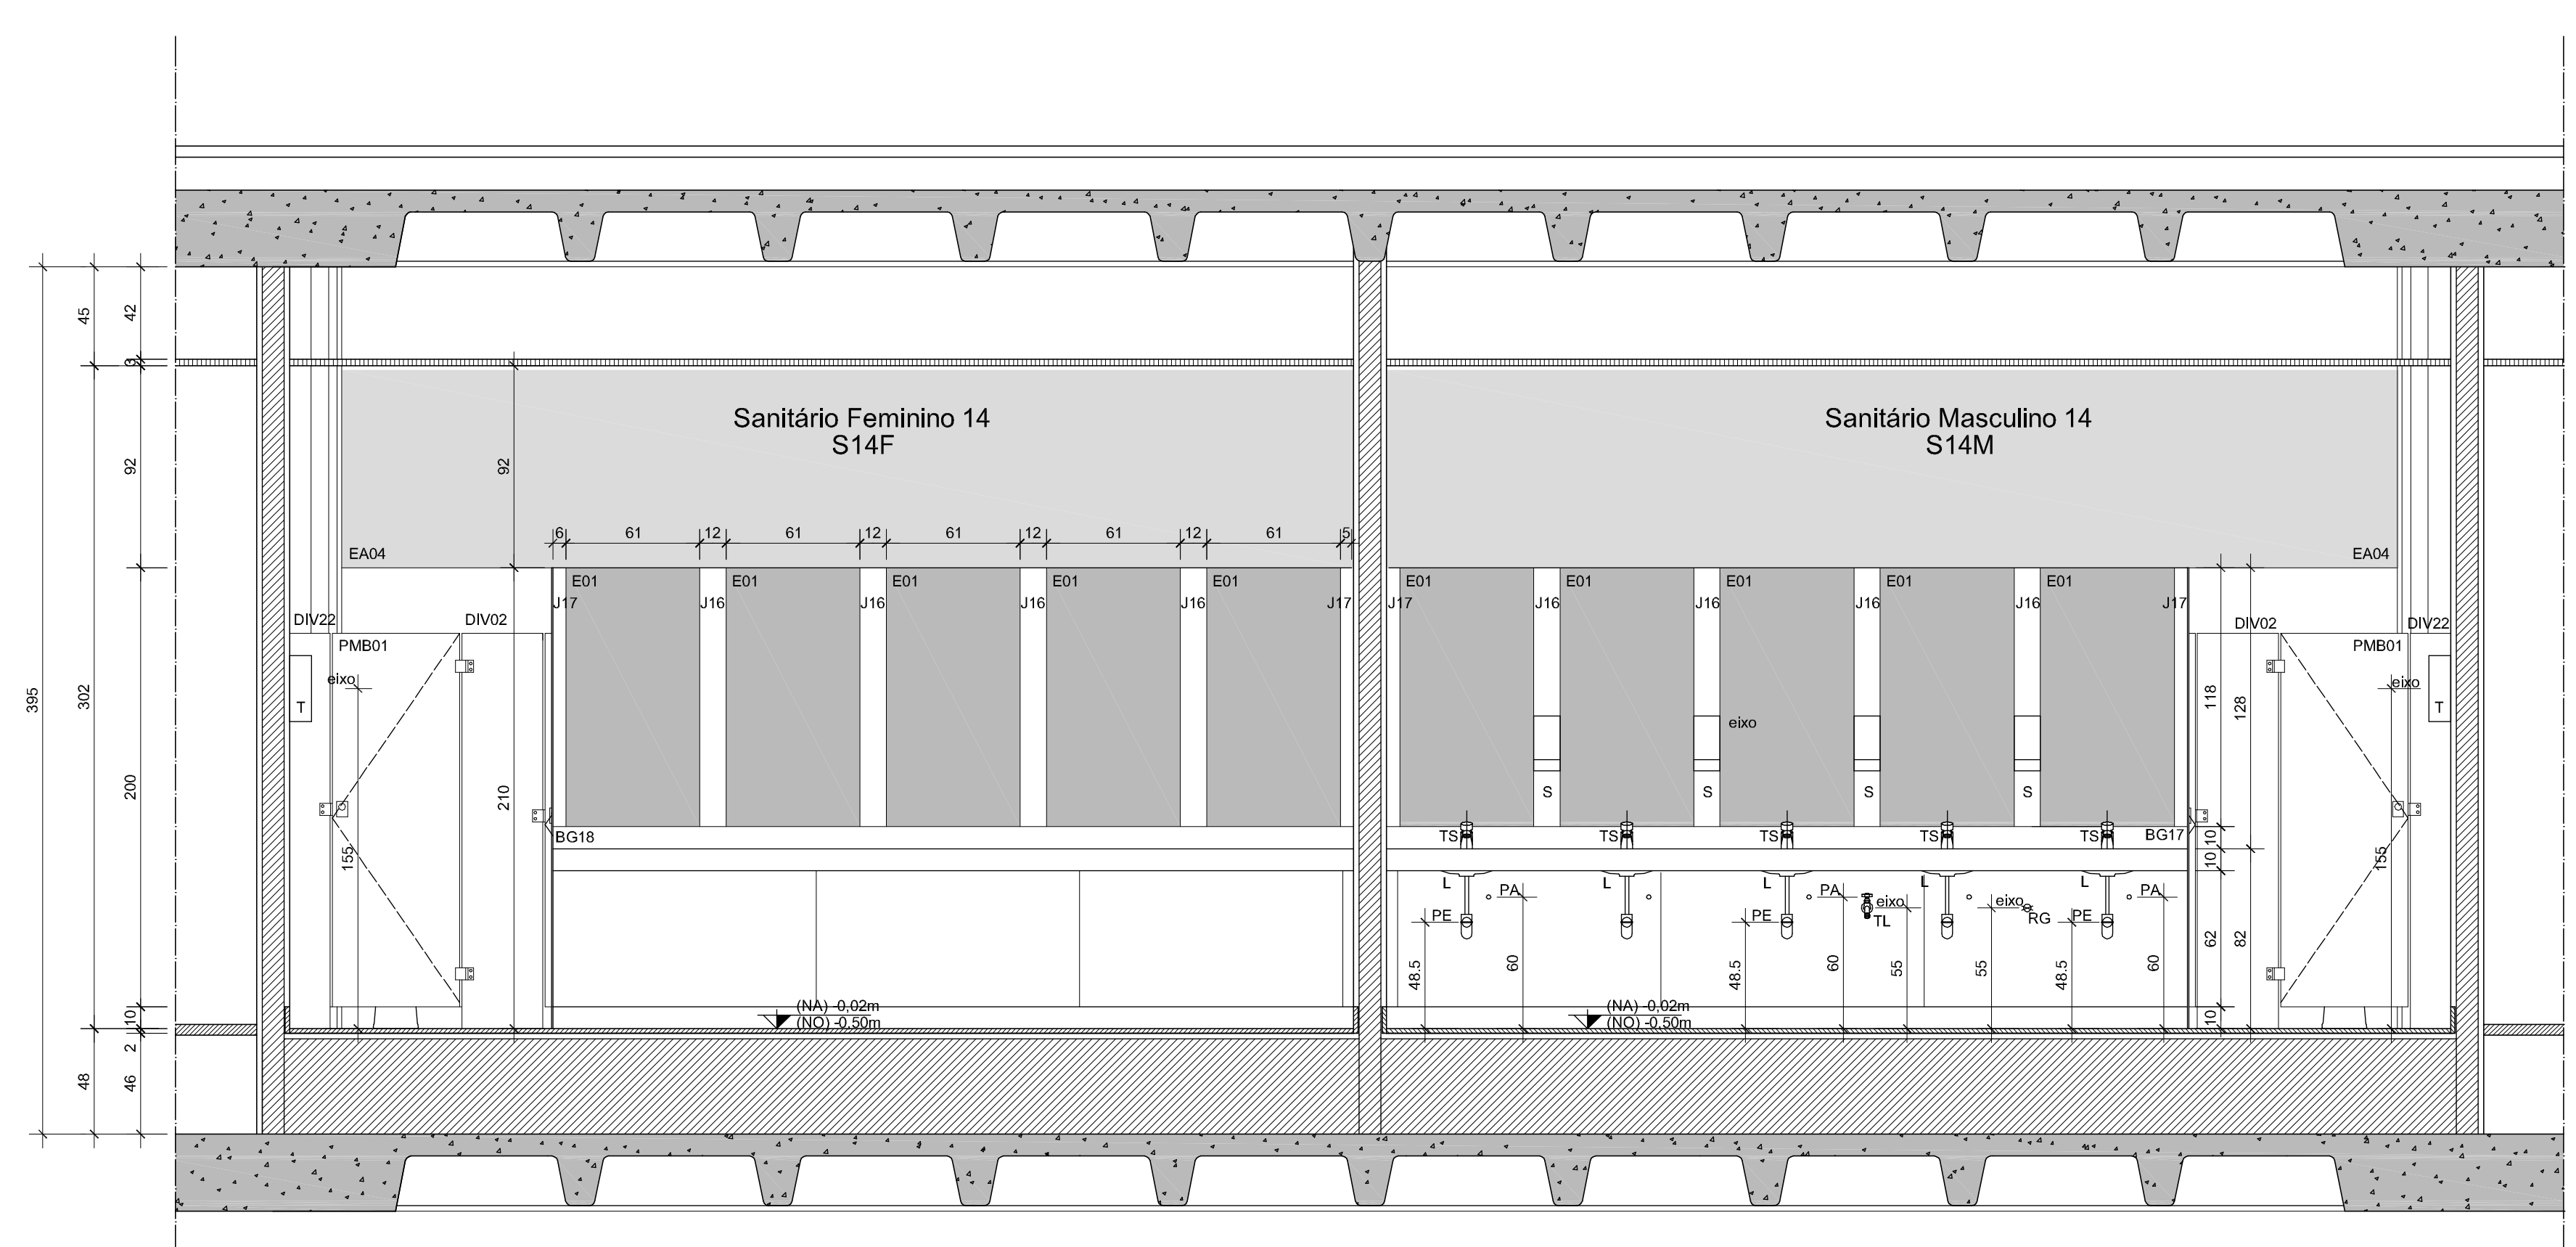 Sanitário Feminino 14
S14F
Sanitário Masculino 14
S14M
395
45
302
48
42
3
92
200
10
2
46
92
210
6 61 12 61 12 61 12 61 12 61 5
EA04
EA04
E01 E01 E01 E01 E01
J17 J16 J16 J16 J16 J17
E01 E01 E01 E01 E01
J17 J16 J16 J16 J16 J17
DIV22 DIV02
PMB01
eixo
T
155
BG18
DIV02 DIV22
PMB01
eixo
T
155
eixo
S S S S
TS TS TS TS TS BG17
L L L L L
PA PA PA
PE PE PE
eixo
TL
eixo
RG
48.5 60 48.5 60 55 55 48.5 60
118
128
10
10
62
82
10
(NA) -0,02m
(NO) -0,50m
(NA) -0,02m
(NO) -0,50m